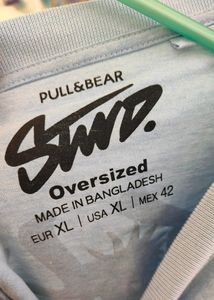 PULL&BEAR
STWD.
Oversized
MADE IN BANGLADESH
EUR XL | USA XL | MEX 42